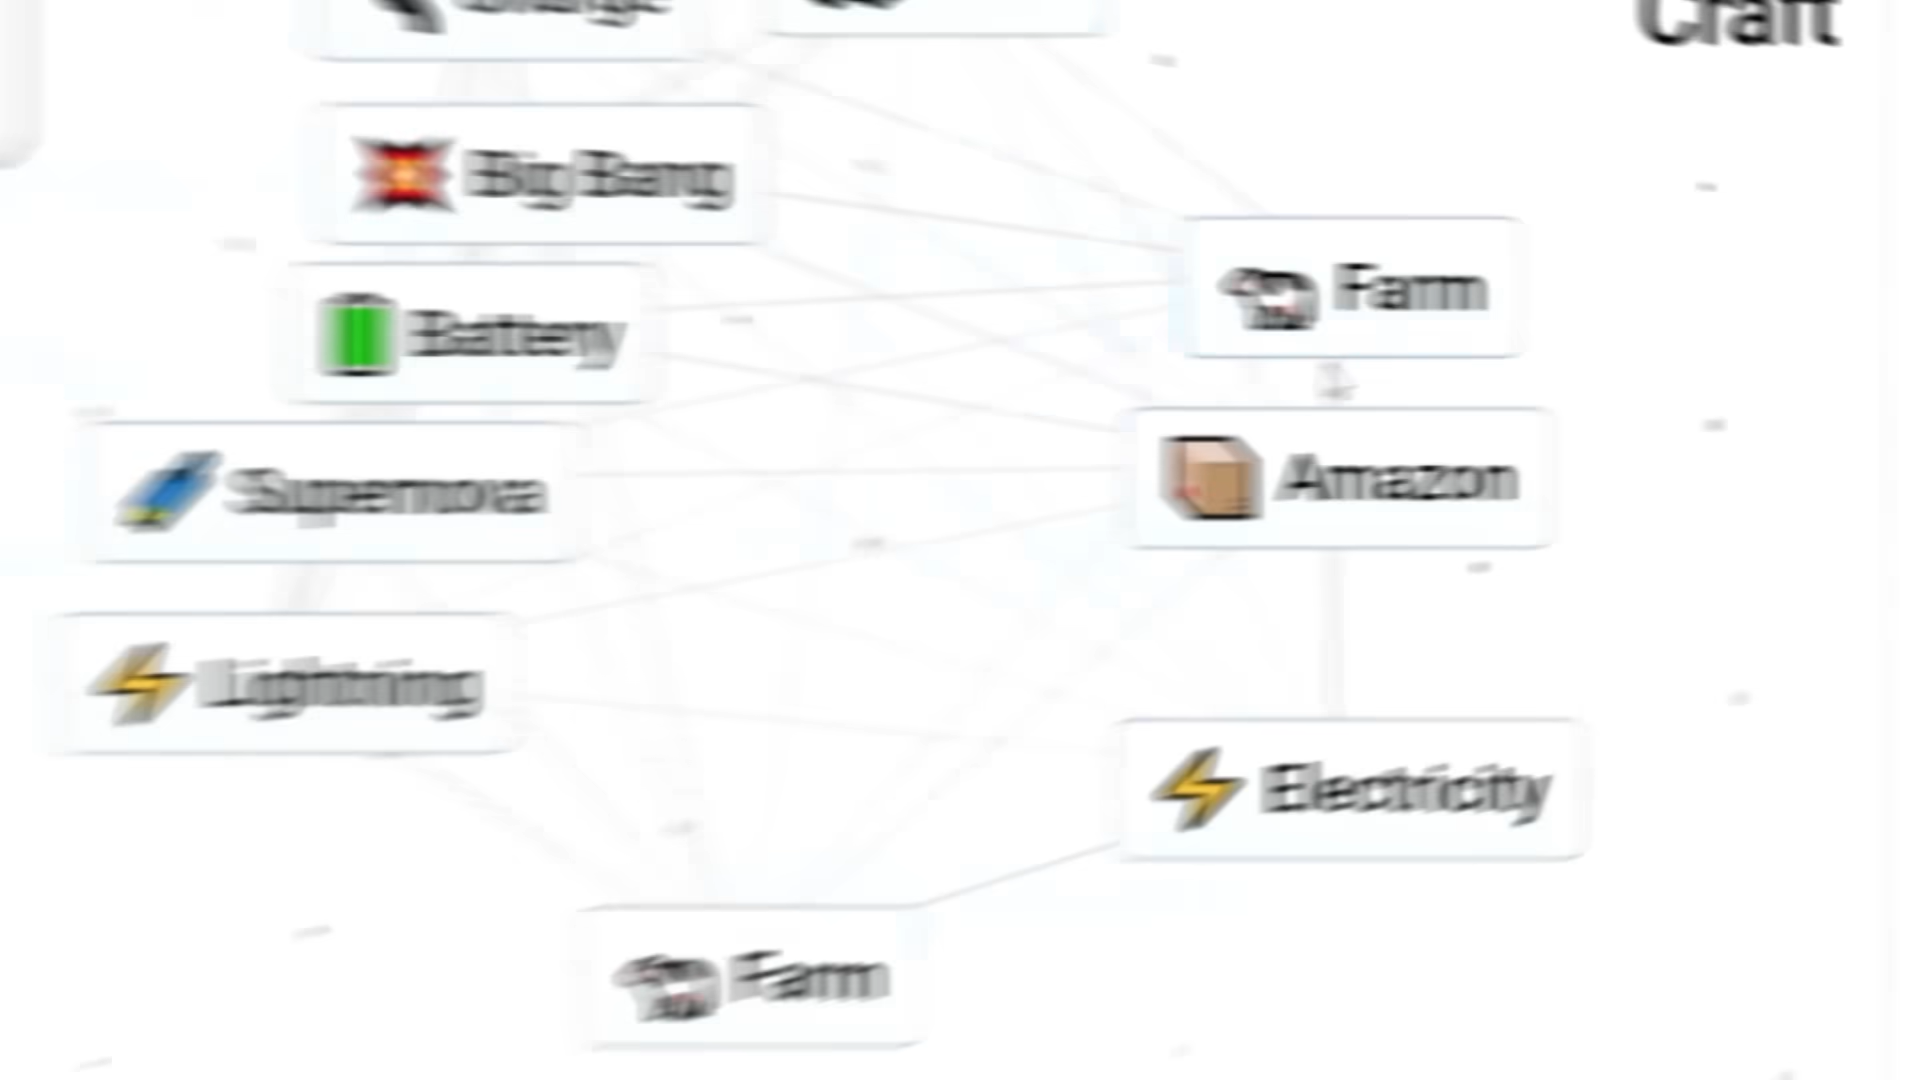 Craft
Big Bang
Farm
Battery
Amazon
Supernova
Lightning
Electricity
Farm